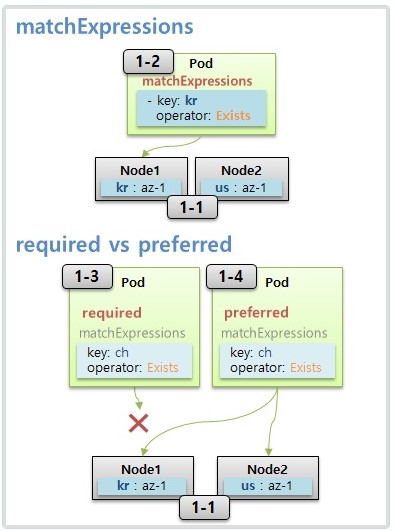 matchExpressions
1-2
Pod
matchExpressions
- key: kr
operator: Exists
Node1
kr : az-1
Node2
us : az-1
1-1
required vs preferred
1-3
Pod
required
matchExpressions
key: ch
operator: Exists
1-4
Pod
preferred
matchExpressions
key: ch
operator: Exists
Node1
kr : az-1
Node2
us : az-1
1-1